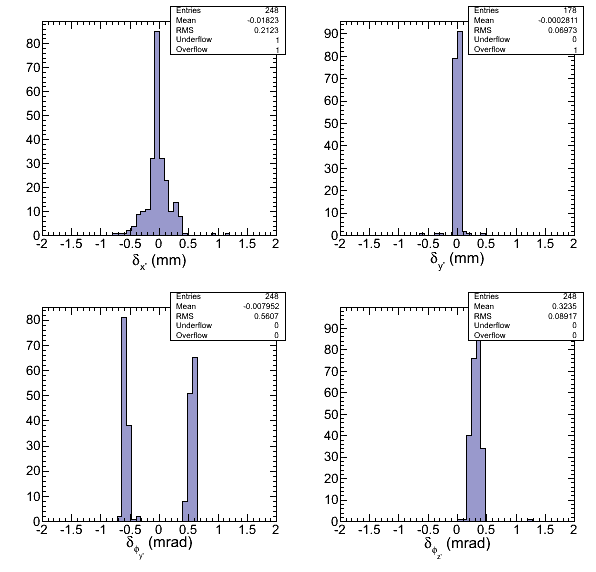 Entries 248
Mean -0.01823
RMS 0.2123
Underflow 1
Overflow 1
80
70
60
50
40
30
20
10
0
-2 -1.5 -1 -0.5 0 0.5 1 1.5 2
δx' (mm)
Entries 178
Mean -0.0002811
RMS 0.06973
Underflow 0
Overflow 1
90
80
70
60
50
40
30
20
10
0
-2 -1.5 -1 -0.5 0 0.5 1 1.5 2
δy' (mm)
Entries 248
Mean -0.007952
RMS 0.5607
Underflow 0
Overflow 0
80
70
60
50
40
30
20
10
0
-2 -1.5 -1 -0.5 0 0.5 1 1.5 2
δϕy' (mrad)
Entries 248
Mean 0.3235
RMS 0.08917
Underflow 0
Overflow 0
90
80
70
60
50
40
30
20
10
0
-2 -1.5 -1 -0.5 0 0.5 1 1.5 2
δϕz' (mrad)